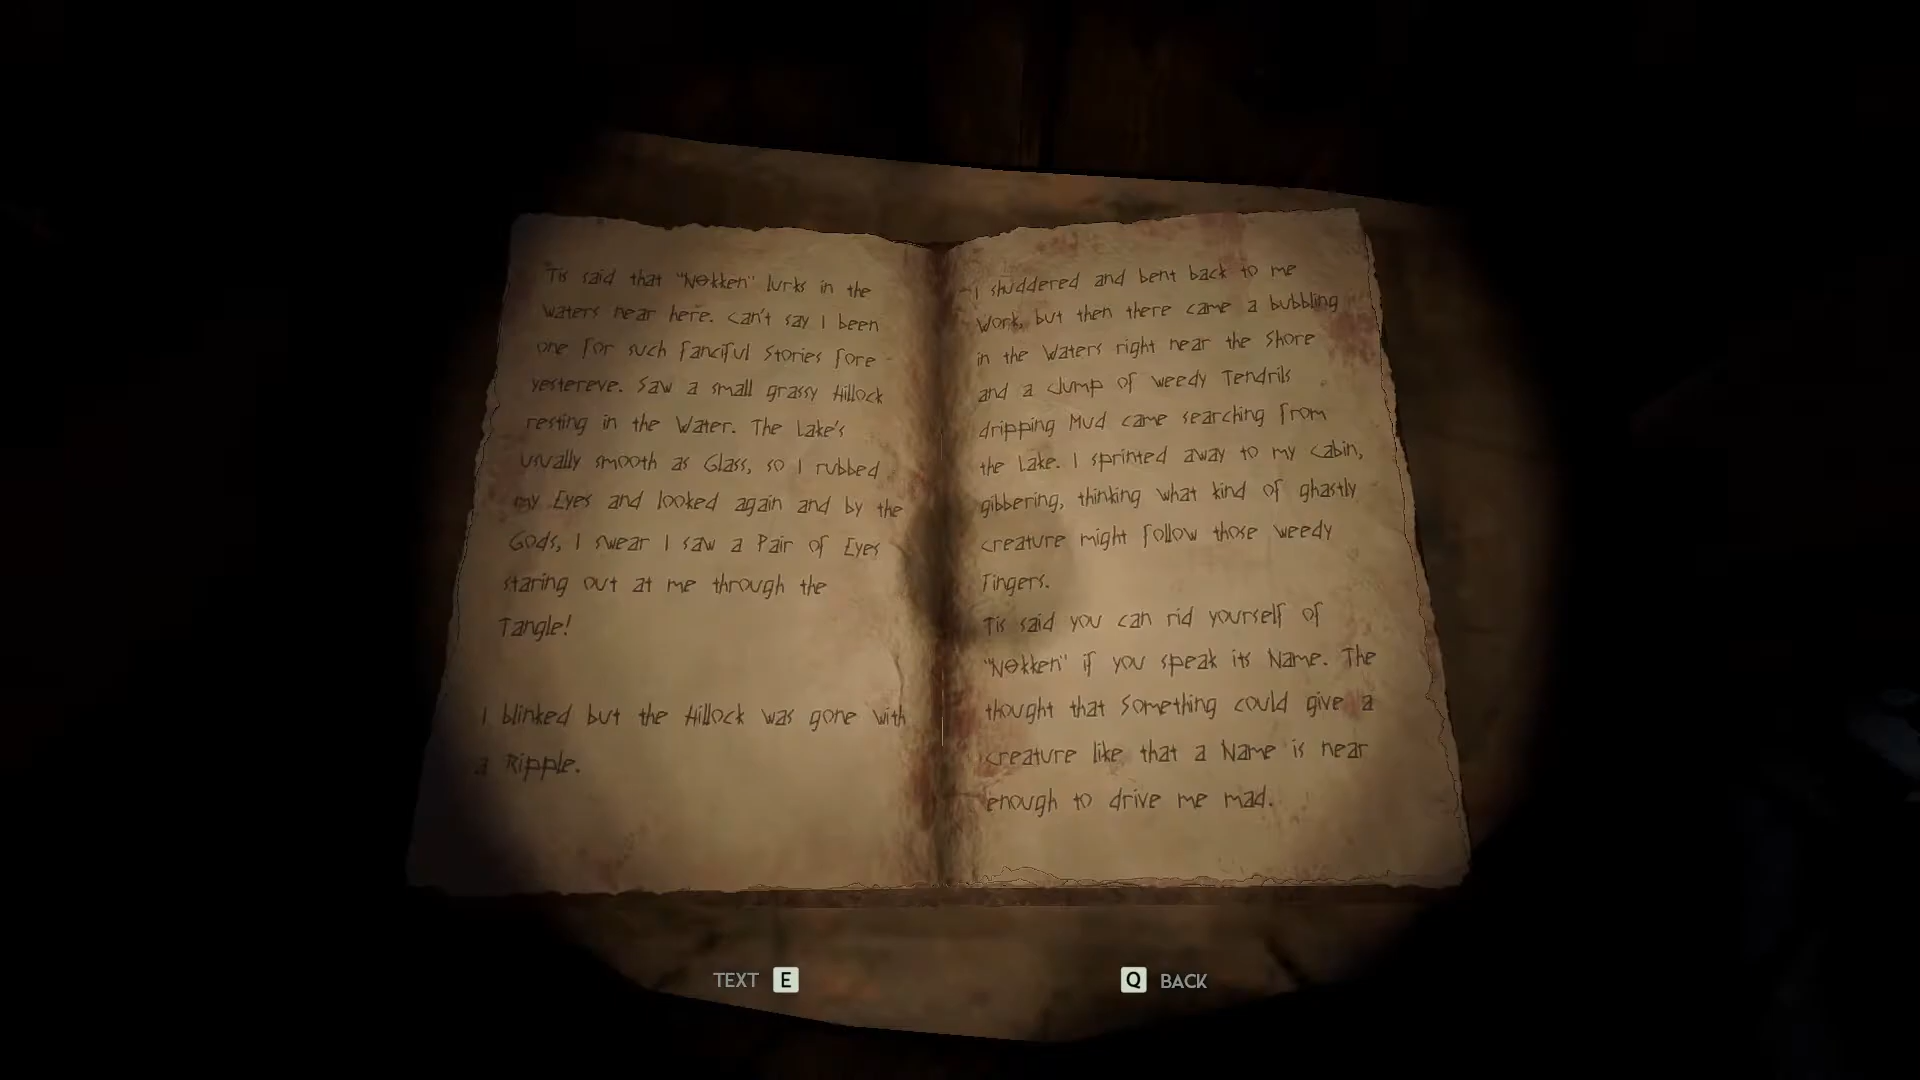 Tis said that "Nøkken" lurks in the
Waters near here. Can't say I been
one for such Fanciful Stories fore
yestereve. Saw a small grassy Hillock
resting in the Water. The Lake's
usually smooth as Glass, so I rubbed
my Eyes and looked again and by the
Gods, I swear I saw a Pair of Eyes
staring out at me through the
Tangle!
I blinked but the Hillock was gone with
a Ripple.
I shuddered and bent back to me
Work, but then there came a bubbling
in the Waters right near the Shore
and a clump of weedy Tendrils
dripping Mud came searching from
the Lake. I sprinted away to my Cabin,
gibbering, thinking what kind of ghastly
Creature might follow those weedy
Fingers.
Tis said you can rid yourself of
"Nøkken" if you speak its Name. The
thought that Something could give a
Creature like that a Name is near
enough to drive me mad.
TEXT E
Q BACK